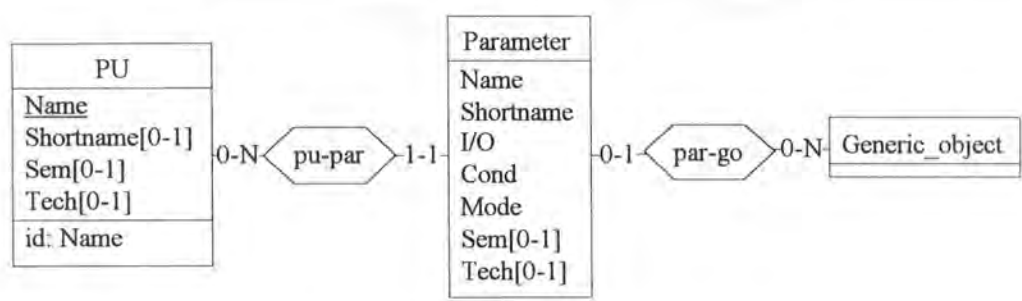 PU
Name
Shortname[0-1]
Sem[0-1]
Tech[0-1]
id: Name
0-N
pu-par
1-1
Parameter
Name
Shortname
I/O
Cond
Mode
Sem[0-1]
Tech[0-1]
0-1
par-go
0-N
Generic_object